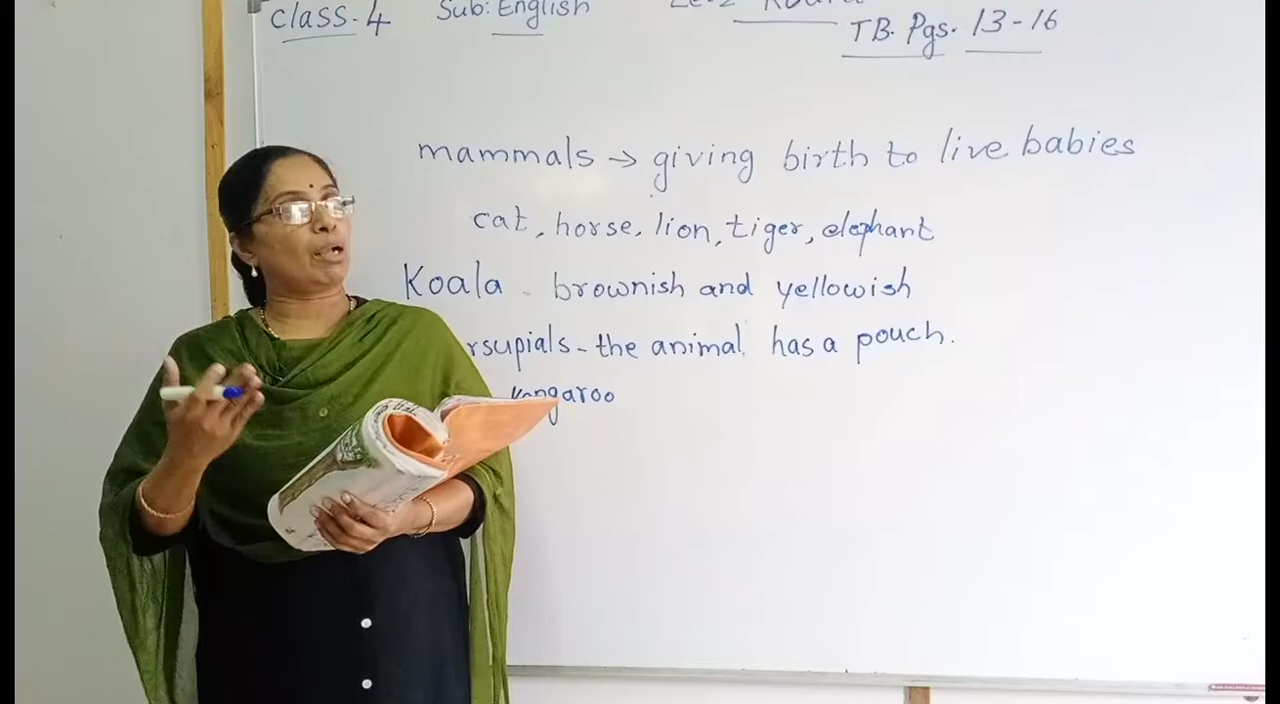 class-4 Sub: English
TB. Pgs. 13-16
mammals → giving birth to live babies
cat, horse, lion, tiger, elephant
Koala - brownish and yellowish
rsupials - the animal has a pouch.
Kangaroo